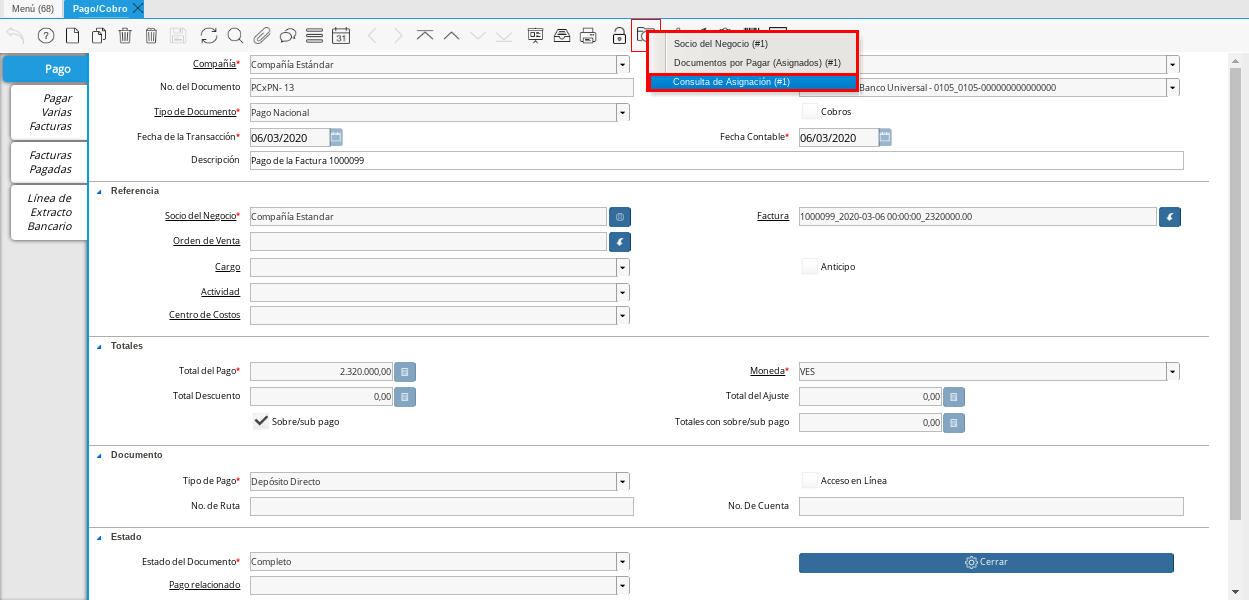 Menú (68)
Pago/Cobro
31
Socio del Negocio (#1)
Documentos por Pagar (Asignados) (#1)
Consulta de Asignación (#1)
Pago
Pagar
Varias
Facturas
Facturas
Pagadas
Línea de
Extracto
Bancario
Compañía* Compañía Estándar
No. del Documento PCxPN- 13
Banco Universal - 0105_0105-000000000000000
Tipo de Documento* Pago Nacional
Cobros
Fecha de la Transacción* 06/03/2020
Fecha Contable* 06/03/2020
Descripción Pago de la Factura 1000099
Referencia
Socio del Negocio* Compañía Estandar
Factura 1000099_2020-03-06 00:00:00_2320000.00
Orden de Venta
Cargo
Anticipo
Actividad
Centro de Costos
Totales
Total del Pago* 2.320.000,00
Moneda* VES
Total Descuento 0,00
Total del Ajuste 0,00
Sobre/sub pago
Totales con sobre/sub pago 0,00
Documento
Tipo de Pago* Depósito Directo
Acceso en Línea
No. de Ruta
No. De Cuenta
Estado
Estado del Documento* Completo
Cerrar
Pago relacionado